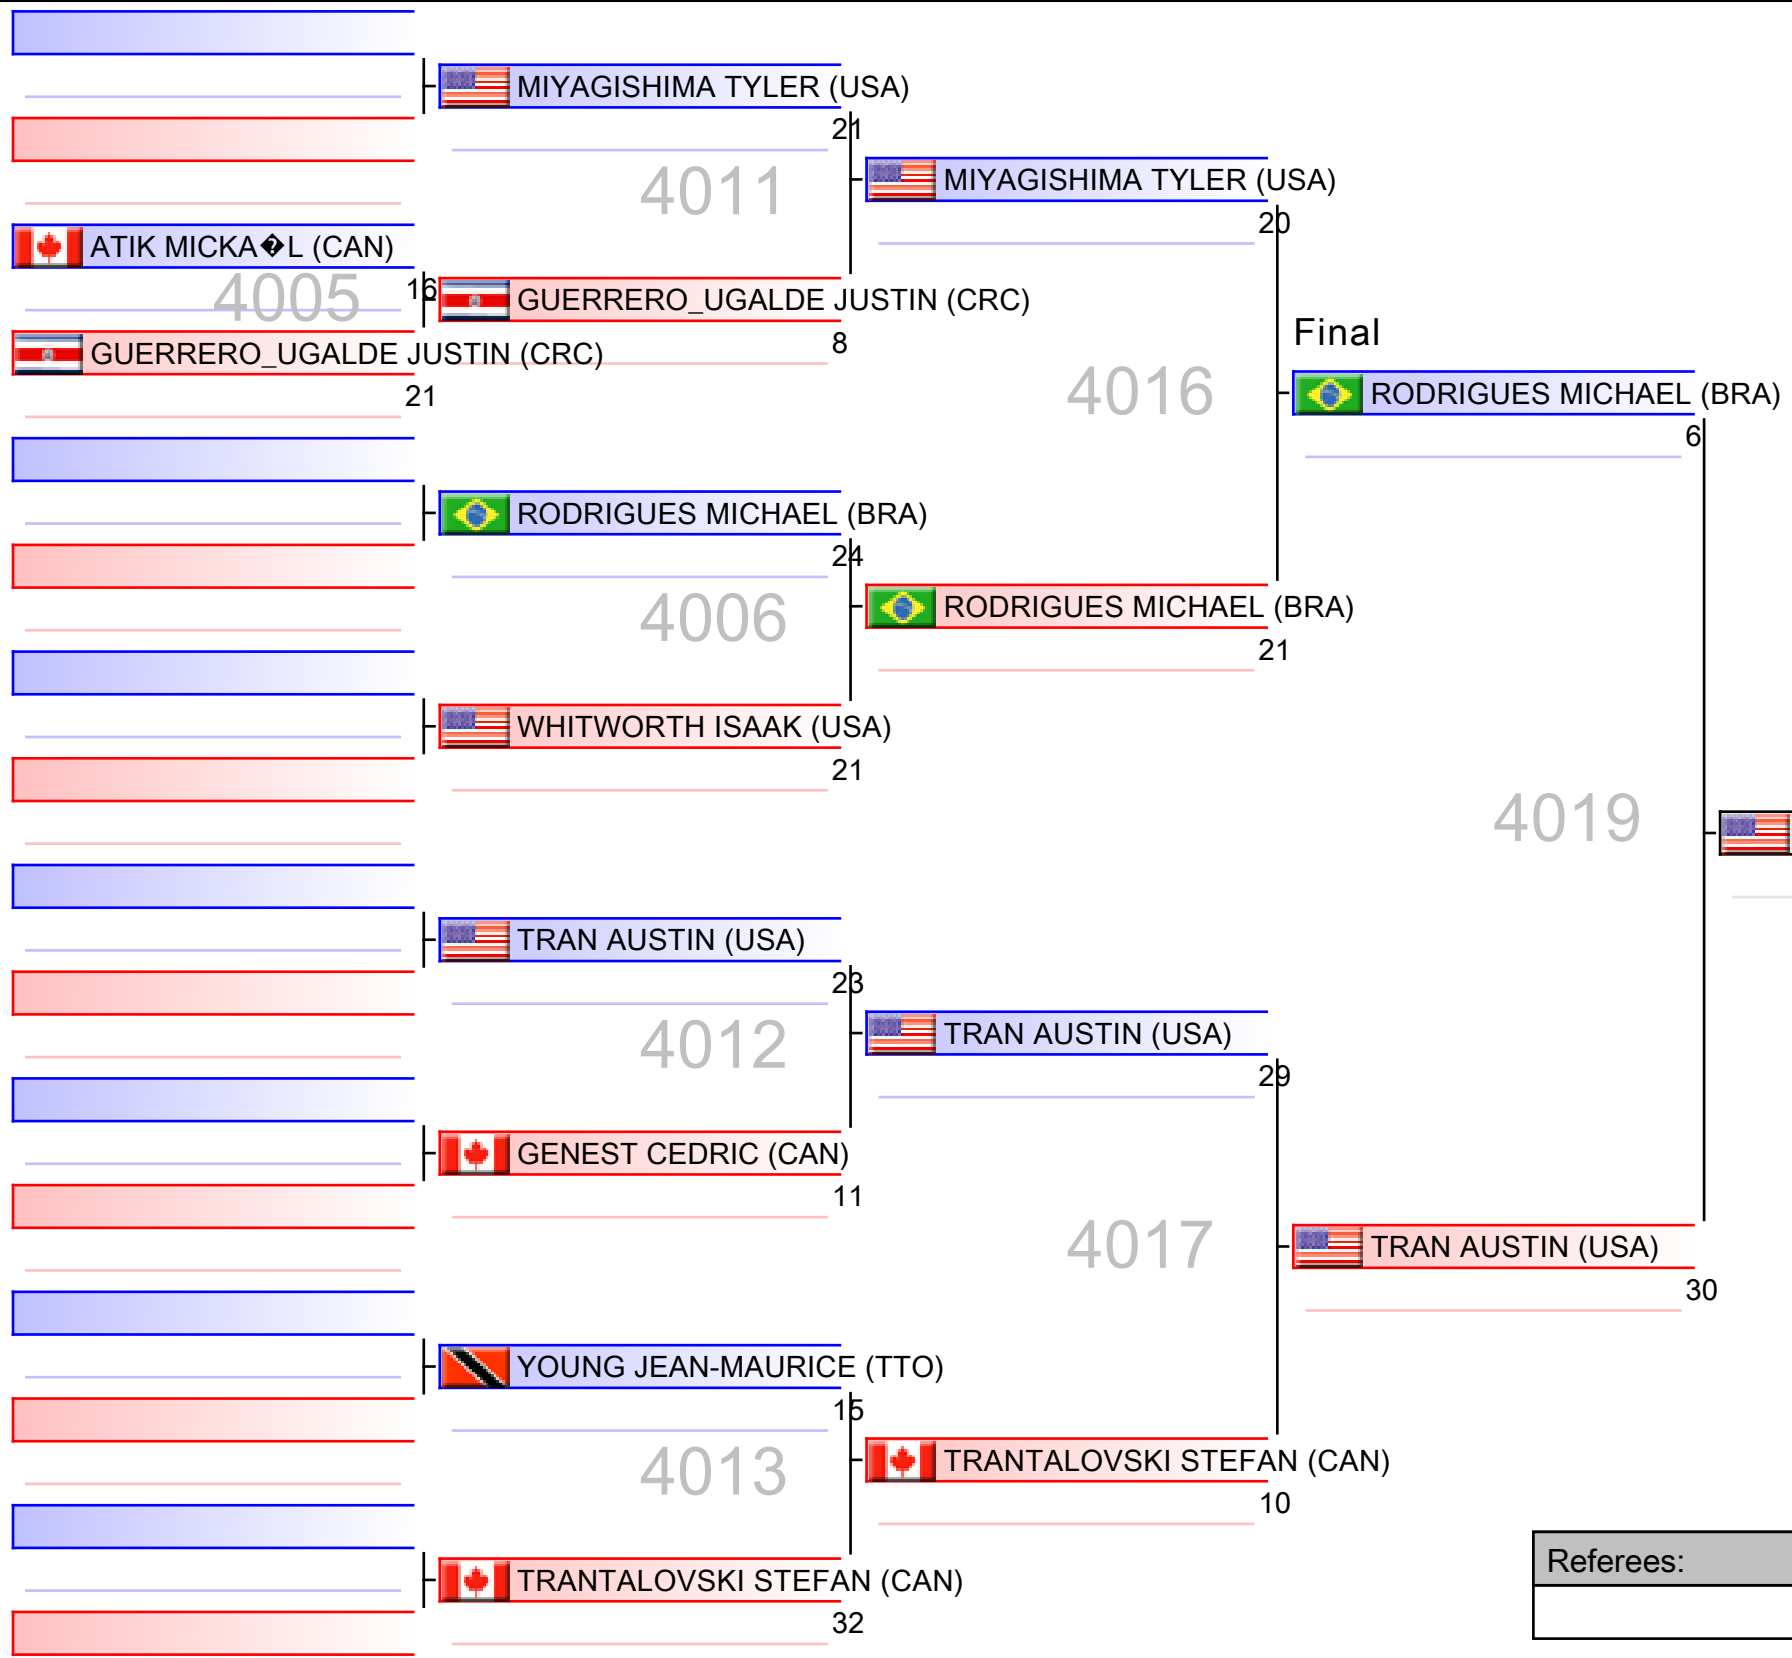 MIYAGISHIMA TYLER (USA)
21
4011
MIYAGISHIMA TYLER (USA)
20
ATIK MICKA�L (CAN)
16
4005
GUERRERO_UGALDE JUSTIN (CRC)
8
GUERRERO_UGALDE JUSTIN (CRC)
21
Final
4016
RODRIGUES MICHAEL (BRA)
6
RODRIGUES MICHAEL (BRA)
24
4006
RODRIGUES MICHAEL (BRA)
21
WHITWORTH ISAAK (USA)
21
4019
TRAN AUSTIN (USA)
23
4012
TRAN AUSTIN (USA)
29
GENEST CEDRIC (CAN)
11
4017
TRAN AUSTIN (USA)
30
YOUNG JEAN-MAURICE (TTO)
15
4013
TRANTALOVSKI STEFAN (CAN)
10
TRANTALOVSKI STEFAN (CAN)
32
Referees: